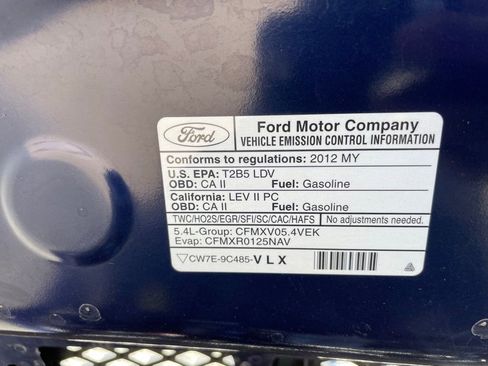 Ford
Ford Motor Company
VEHICLE EMISSION CONTROL INFORMATION
Conforms to regulations: 2012 MY
U.S. EPA: T2B5 LDV
OBD: CA II Fuel: Gasoline
California: LEV II PC
OBD: CA II Fuel: Gasoline
TWC/HO2S/EGR/SFI/SC/CAC/HAFS No adjustments needed.
5.4L-Group: CFMXV05.4VEK
Evap: CFMXR0125NAV
CW7E-9C485-VLX